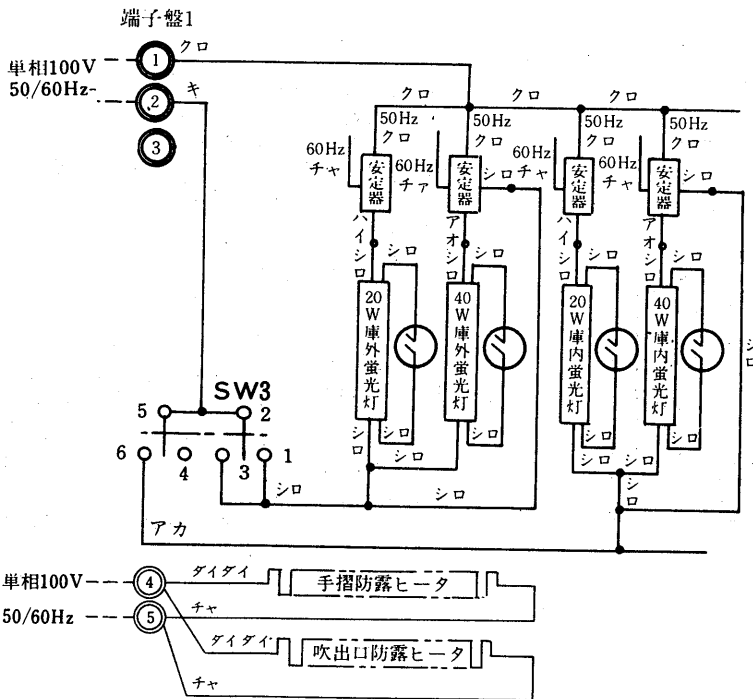 端子盤1
① クロ
単相100V
50/60Hz
② キ
③
クロ クロ クロ
50Hz クロ
50Hz クロ
50Hz クロ
50Hz クロ
60Hz チャ
60Hz チァ
60Hz チャ
60Hz チャ
安定器
安定器
安定器
安定器
シロ
シロ
ハイシロ
アオシロ
ハイシロ
アオシロ
シロ
シロ
シロ
シロ
20W庫外蛍光灯
40W庫外蛍光灯
20W庫内蛍光灯
40W庫内蛍光灯
シロ
シロ
シロ
シロ
シロ
シロ
シロ
シロ
シロ
SW3
5 2
6 4 3 1
シロ
シロ
アカ
単相100V ④ ダイダイ 手摺防露ヒータ
50/60Hz ⑤ チャ
ダイダイ 吹出口防露ヒータ
チャ